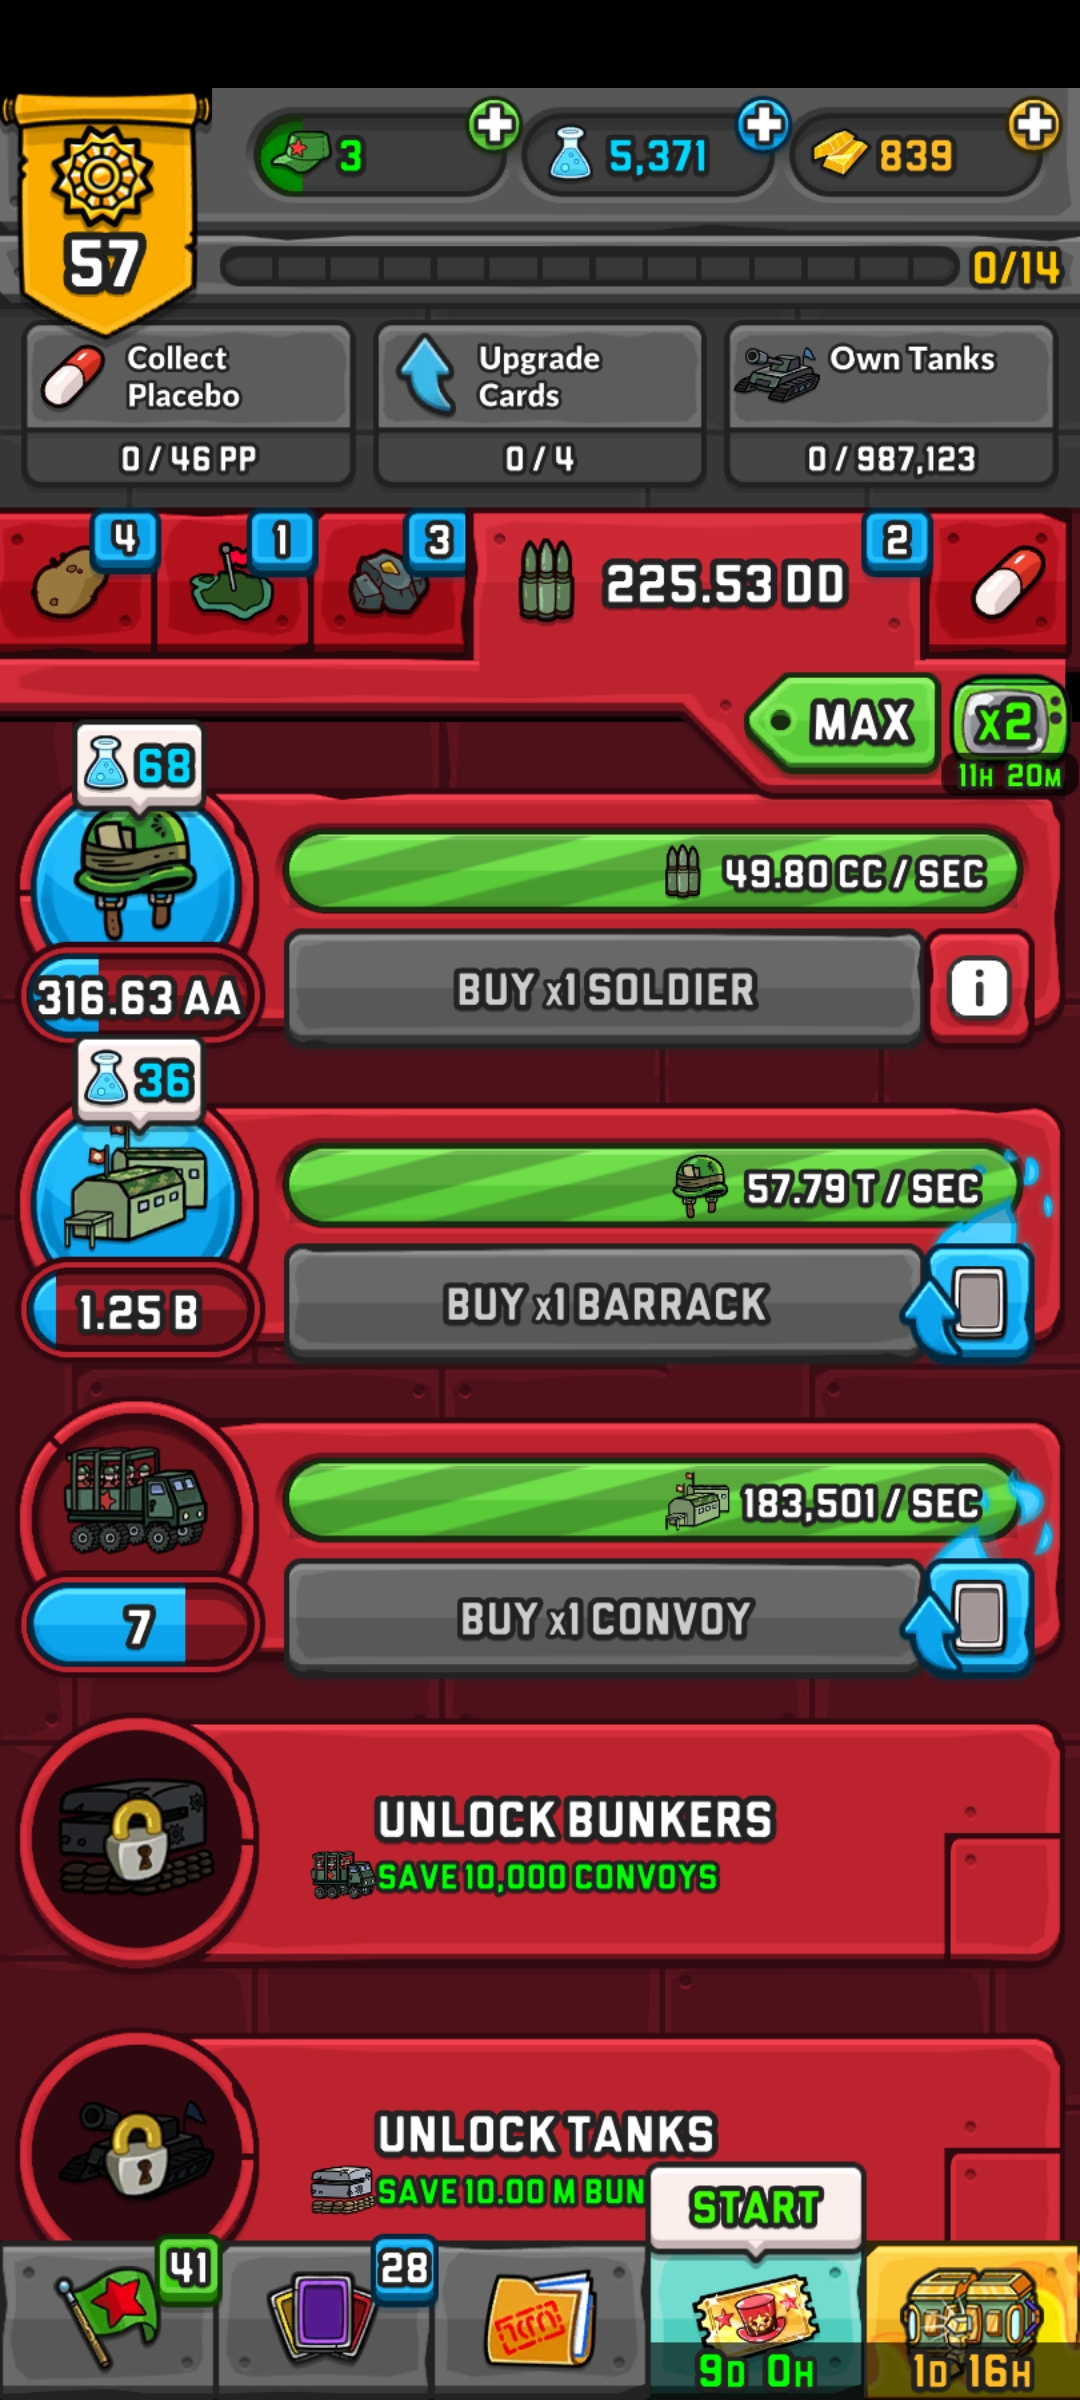 57
3
5,371
839
0/14
Collect
Placebo
0 / 46 PP
Upgrade
Cards
0 / 4
Own Tanks
0 / 987,123
4
1
3
225.53 DD
2
MAX
x2
11H 20M
68
49.80 CC / SEC
316.63 AA
BUY x1 SOLDIER
i
36
57.79 T / SEC
1.25 B
BUY x1 BARRACK
183,501 / SEC
7
BUY x1 CONVOY
UNLOCK BUNKERS
SAVE 10,000 CONVOYS
UNLOCK TANKS
SAVE 10.00 M BUN
START
41
28
9D 0H
1D 16H